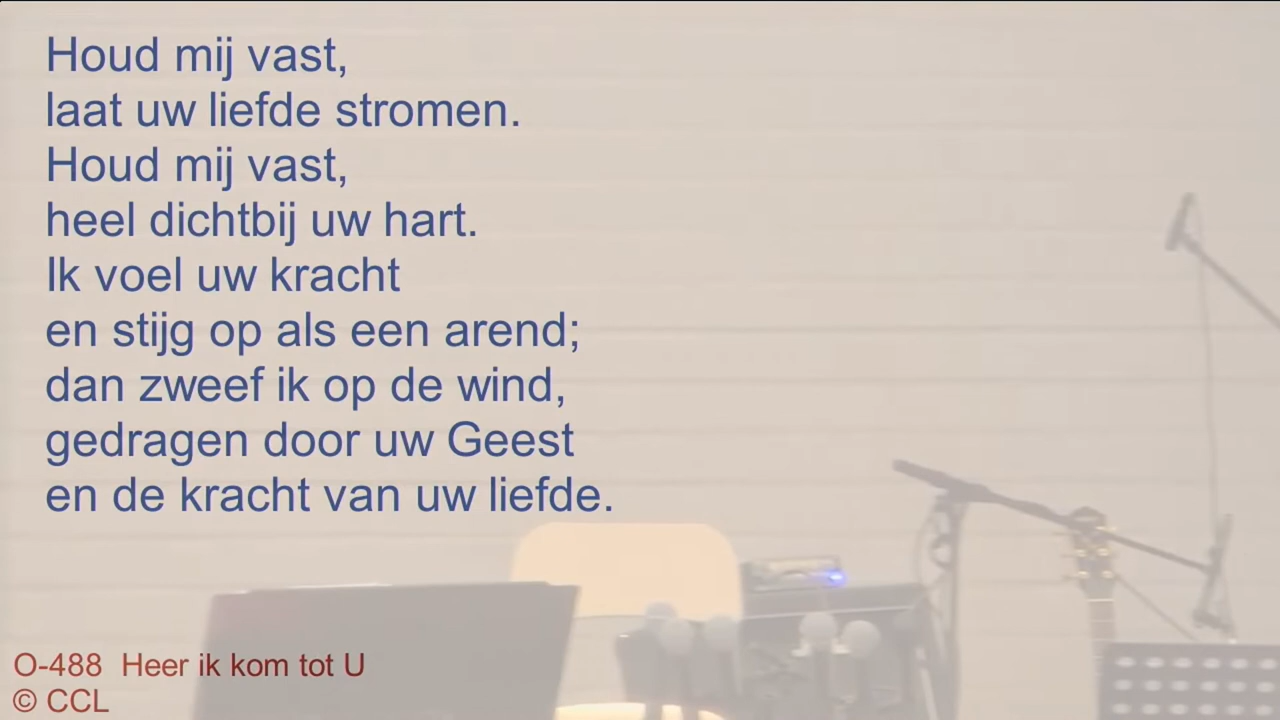 Houd mij vast,
laat uw liefde stromen.
Houd mij vast,
heel dichtbij uw hart.
Ik voel uw kracht
en stijg op als een arend;
dan zweef ik op de wind,
gedragen door uw Geest
en de kracht van uw liefde.
O-488 Heer ik kom tot U
© CCL